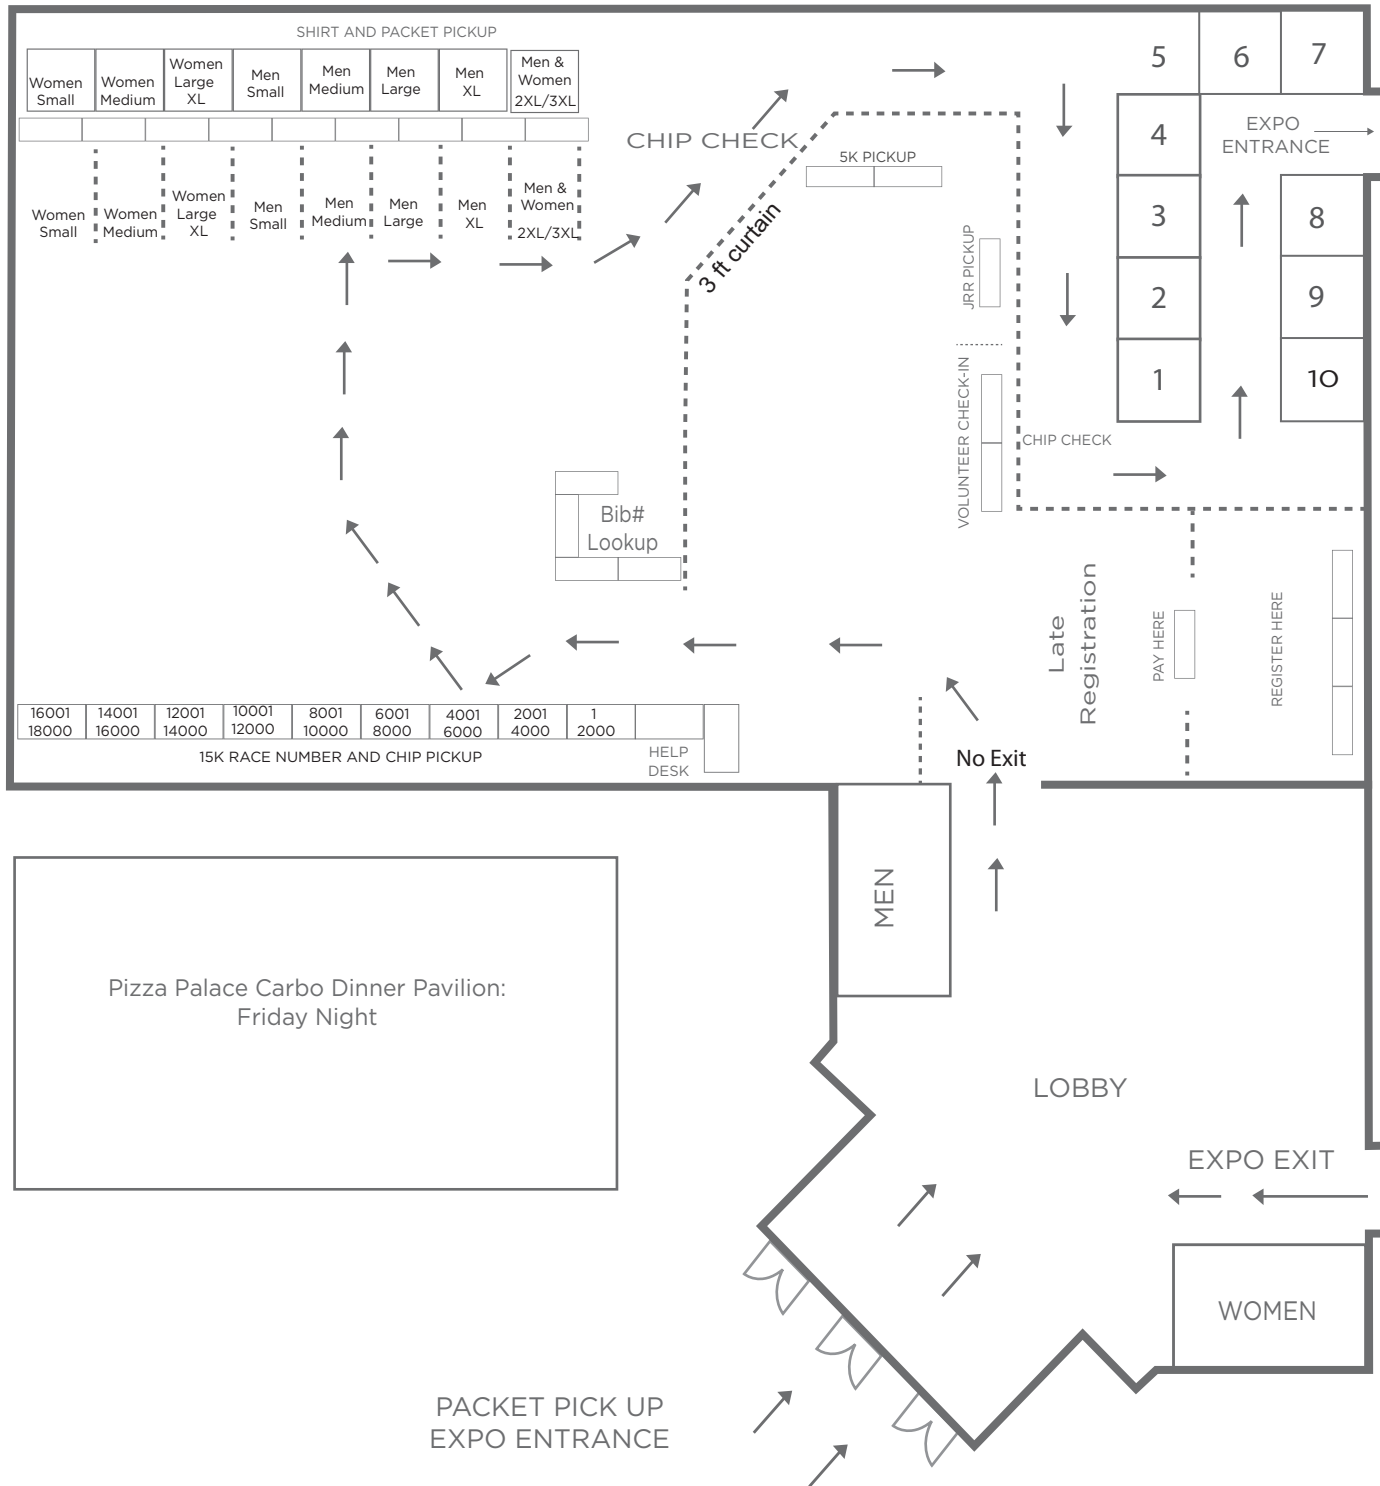 SHIRT AND PACKET PICKUP
Women
Small
Women
Medium
Women
Large
XL
Men
Small
Men
Medium
Men
Large
Men
XL
Men &
Women
2XL/3XL
Women
Small
Women
Medium
Women
Large
XL
Men
Small
Men
Medium
Men
Large
Men
XL
Men &
Women
2XL/3XL
CHIP CHECK
5K PICKUP
3 ft curtain
JRR PICKUP
VOLUNTEER CHECK-IN
5
6
7
4
3
2
1
EXPO
ENTRANCE
8
9
10
CHIP CHECK
Bib#
Lookup
Late
Registration
PAY HERE
REGISTER HERE
16001
18000
14001
16000
12001
14000
10001
12000
8001
10000
6001
8000
4001
6000
2001
4000
1
2000
15K RACE NUMBER AND CHIP PICKUP
HELP
DESK
No Exit
MEN
Pizza Palace Carbo Dinner Pavilion:
Friday Night
LOBBY
EXPO EXIT
WOMEN
PACKET PICK UP
EXPO ENTRANCE